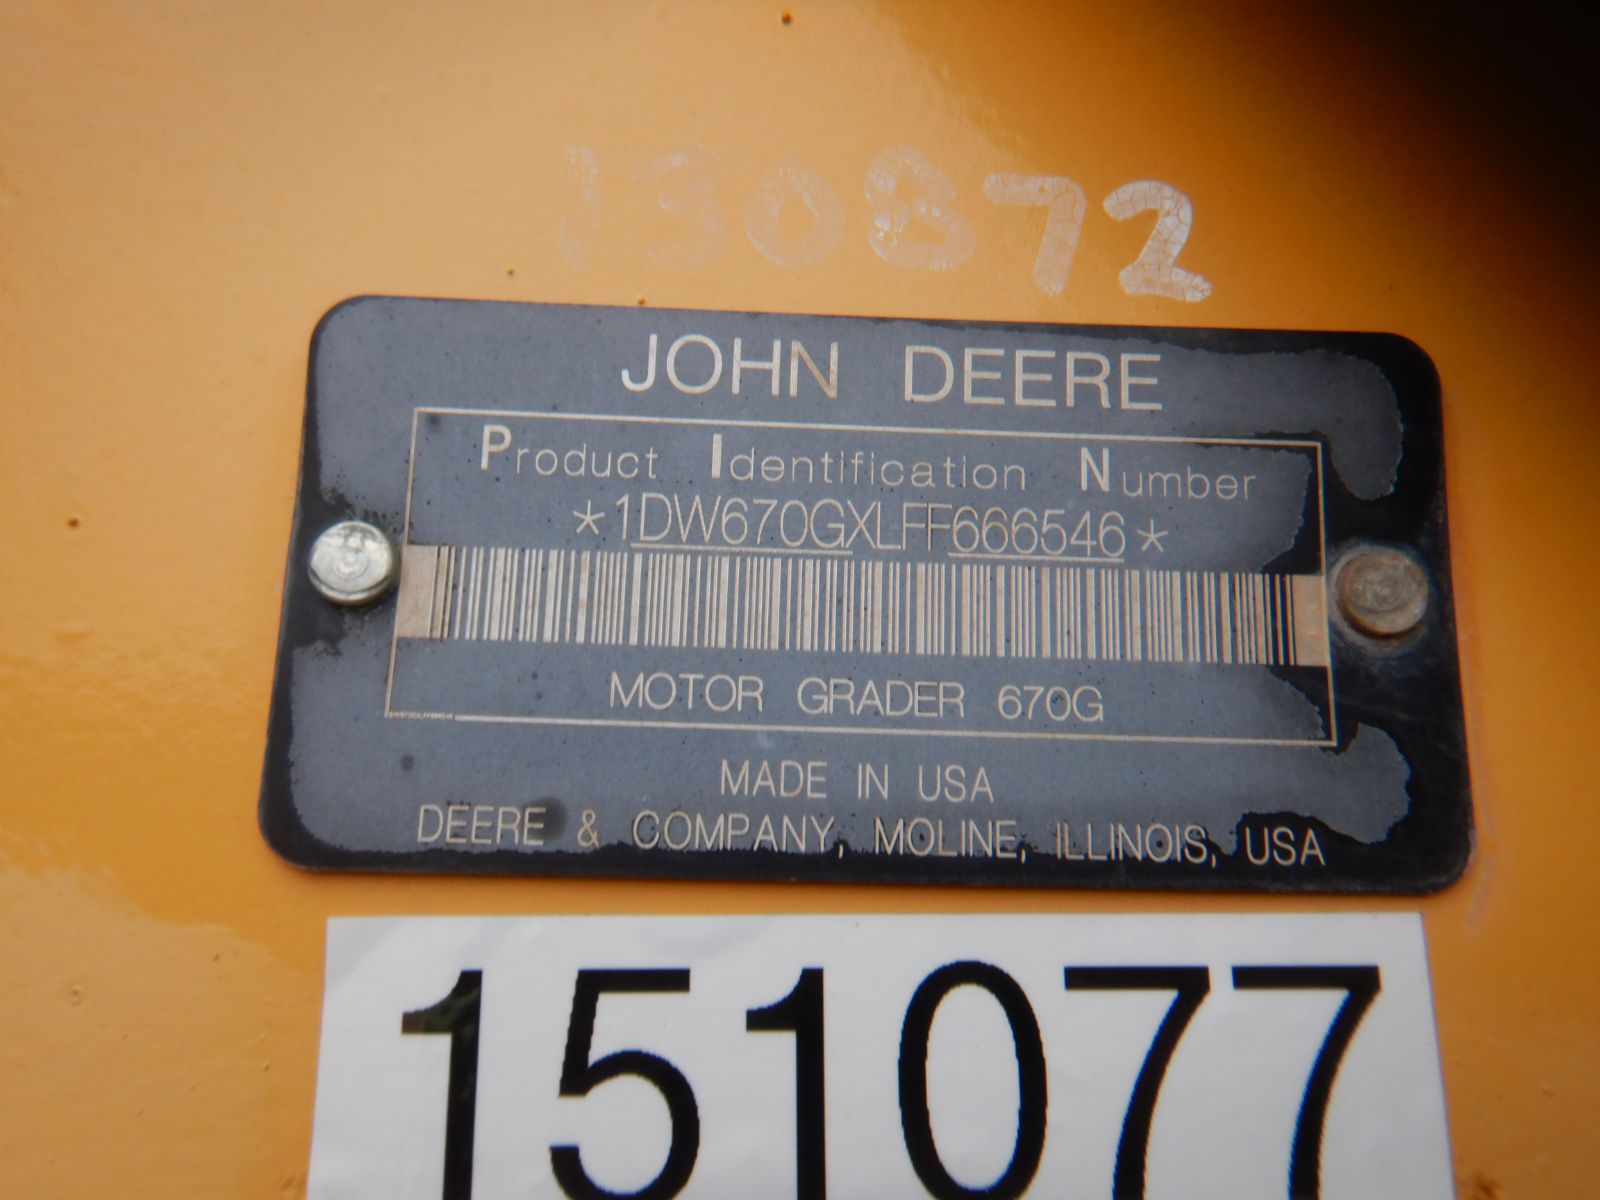 130872
JOHN DEERE
Product Identification Number
*1DW670GXLFF666546*
MOTOR GRADER 670G
MADE IN USA
DEERE & COMPANY, MOLINE, ILLINOIS, USA
151077